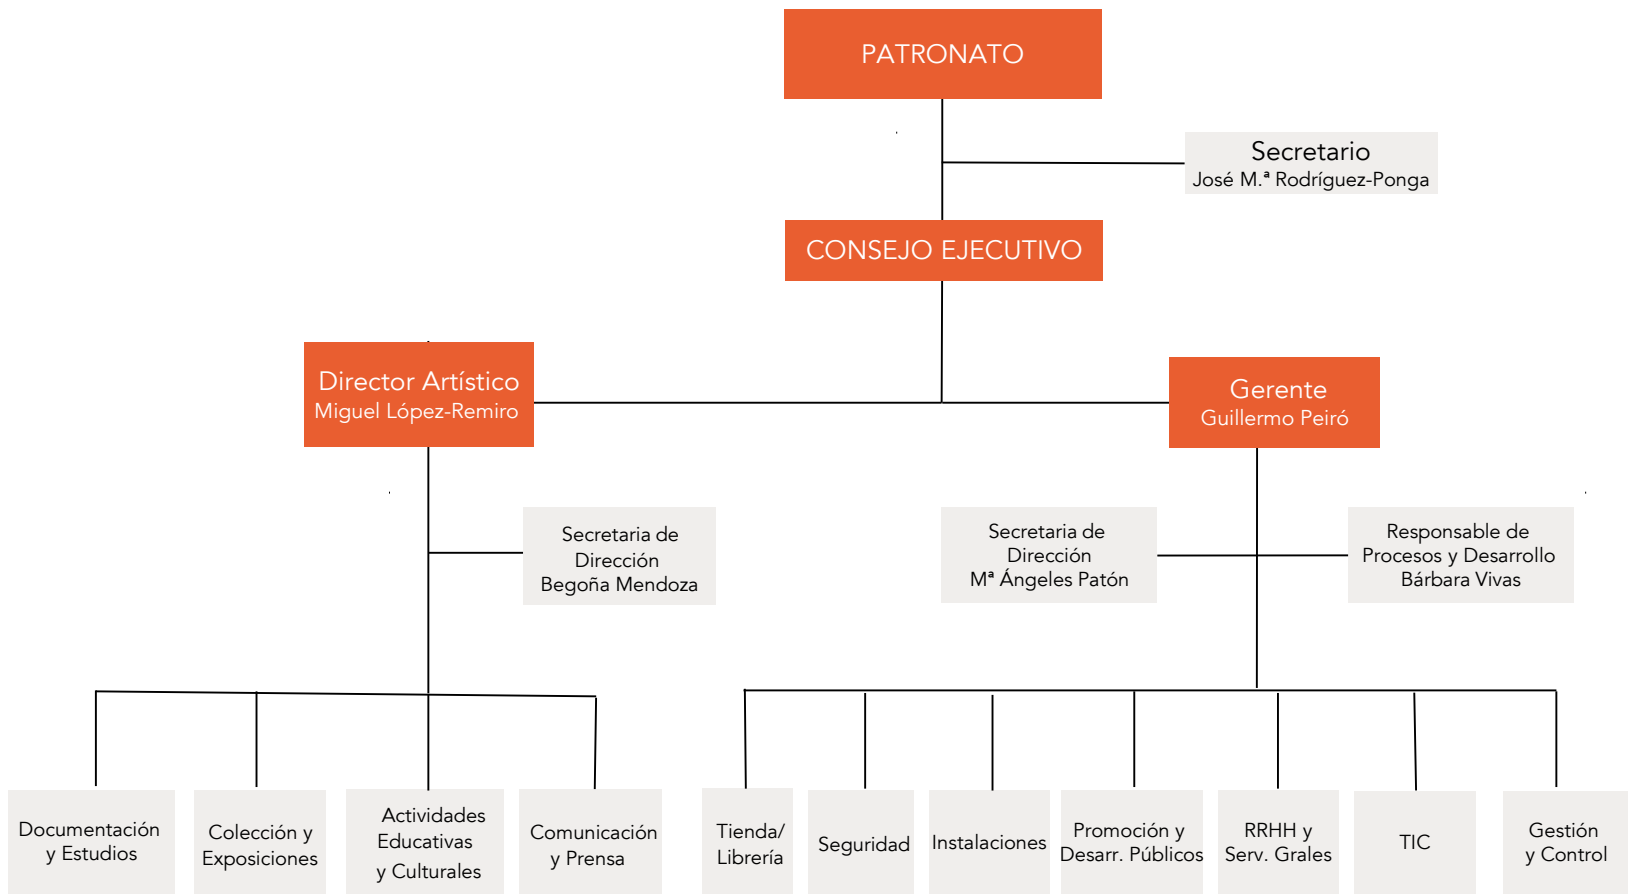 PATRONATO
Secretario
José M.ª Rodríguez-Ponga
CONSEJO EJECUTIVO
Director Artístico
Miguel López-Remiro
Gerente
Guillermo Peiró
Secretaria de
Dirección
Begoña Mendoza
Secretaria de
Dirección
Mª Ángeles Patón
Responsable de
Procesos y Desarrollo
Bárbara Vivas
Documentación
y Estudios
Colección y
Exposiciones
Actividades
Educativas
y Culturales
Comunicación
y Prensa
Tienda/
Librería
Seguridad
Instalaciones
Promoción y
Desarr. Públicos
RRHH y
Serv. Grales
TIC
Gestión
y Control